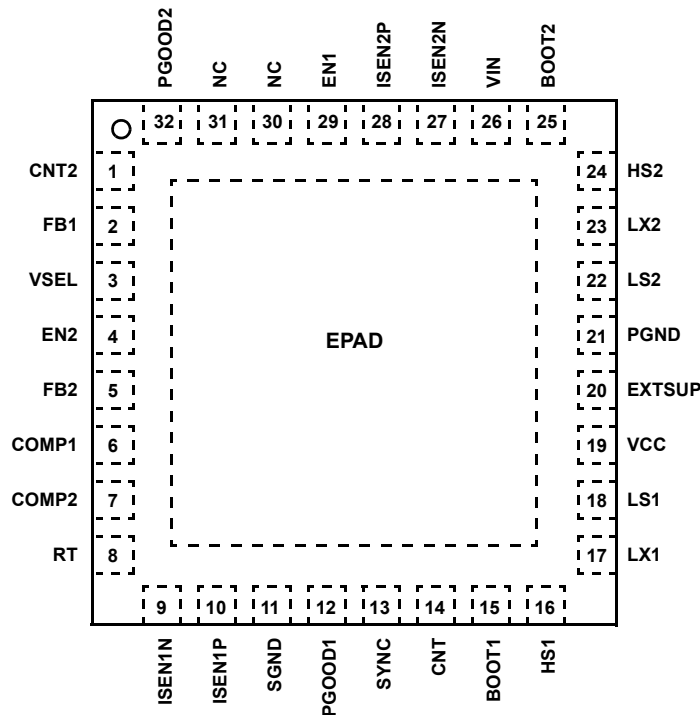 PGOOD2
NC
NC
EN1
ISEN2P
ISEN2N
VIN
BOOT2
32 31 30 29 28 27 26 25
CNT2 1 24 HS2
FB1 2 23 LX2
VSEL 3 22 LS2
EN2 4 EPAD 21 PGND
FB2 5 20 EXTSUP
COMP1 6 19 VCC
COMP2 7 18 LS1
RT 8 17 LX1
9 10 11 12 13 14 15 16
ISEN1N
ISEN1P
SGND
PGOOD1
SYNC
CNT
BOOT1
HS1